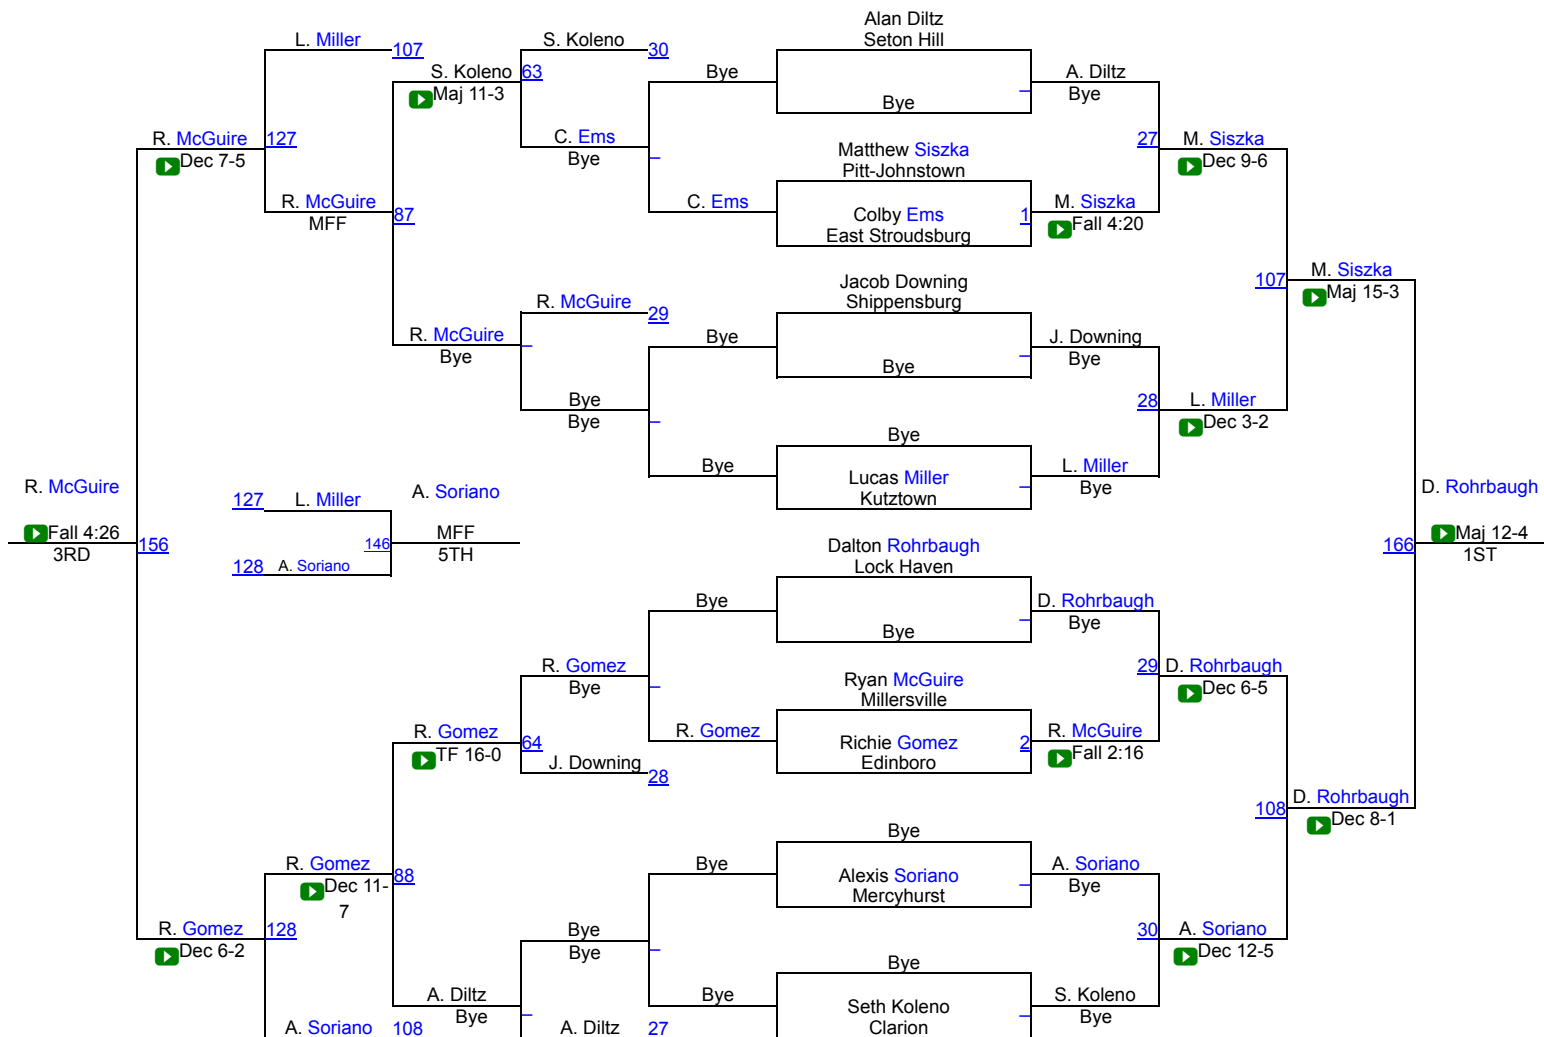 Alan Diltz
Seton Hill
L. Miller
107
S. Koleno
30
S. Koleno
63
Maj 11-3
Bye
Bye
A. Diltz
Bye
R. McGuire
127
Dec 7-5
C. Ems
Bye
Matthew Siszka
Pitt-Johnstown
27
M. Siszka
Dec 9-6
R. McGuire
87
MFF
C. Ems
Colby Ems
East Stroudsburg
1
M. Siszka
Fall 4:20
Jacob Downing
Shippensburg
107
M. Siszka
Maj 15-3
R. McGuire
29
R. McGuire
Bye
Bye
Bye
J. Downing
Bye
Bye
Bye
28
L. Miller
Dec 3-2
Bye
Bye
Lucas Miller
Kutztown
L. Miller
Bye
R. McGuire
Fall 4:26
3RD
156
127
L. Miller
A. Soriano
146
MFF
5TH
128
A. Soriano
D. Rohrbaugh
166
Maj 12-4
1ST
Dalton Rohrbaugh
Lock Haven
Bye
Bye
D. Rohrbaugh
Bye
R. Gomez
Bye
Ryan McGuire
Millersville
29
D. Rohrbaugh
Dec 6-5
R. Gomez
64
TF 16-0
R. Gomez
Richie Gomez
Edinboro
2
R. McGuire
Fall 2:16
J. Downing
28
108
D. Rohrbaugh
Dec 8-1
Bye
R. Gomez
88
Dec 11-
7
Bye
Alexis Soriano
Mercyhurst
A. Soriano
Bye
R. Gomez
128
Dec 6-2
Bye
Bye
30
A. Soriano
Dec 12-5
Bye
A. Diltz
Bye
Bye
Seth Koleno
Clarion
S. Koleno
Bye
A. Soriano
108
A. Diltz
27